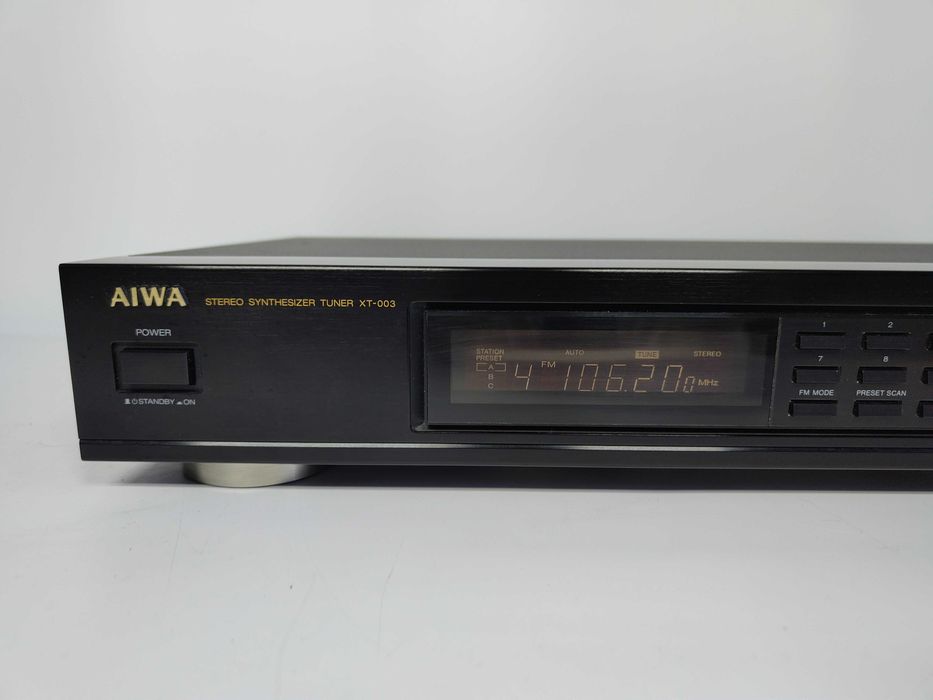 AIWA STEREO SYNTHESIZER TUNER XT-003
POWER
STANDBY ON
STATION PRESET
A
B
C
4
AUTO TUNE STEREO
FM 106.200 MHz
1 2
7 8
FM MODE PRESET SCAN